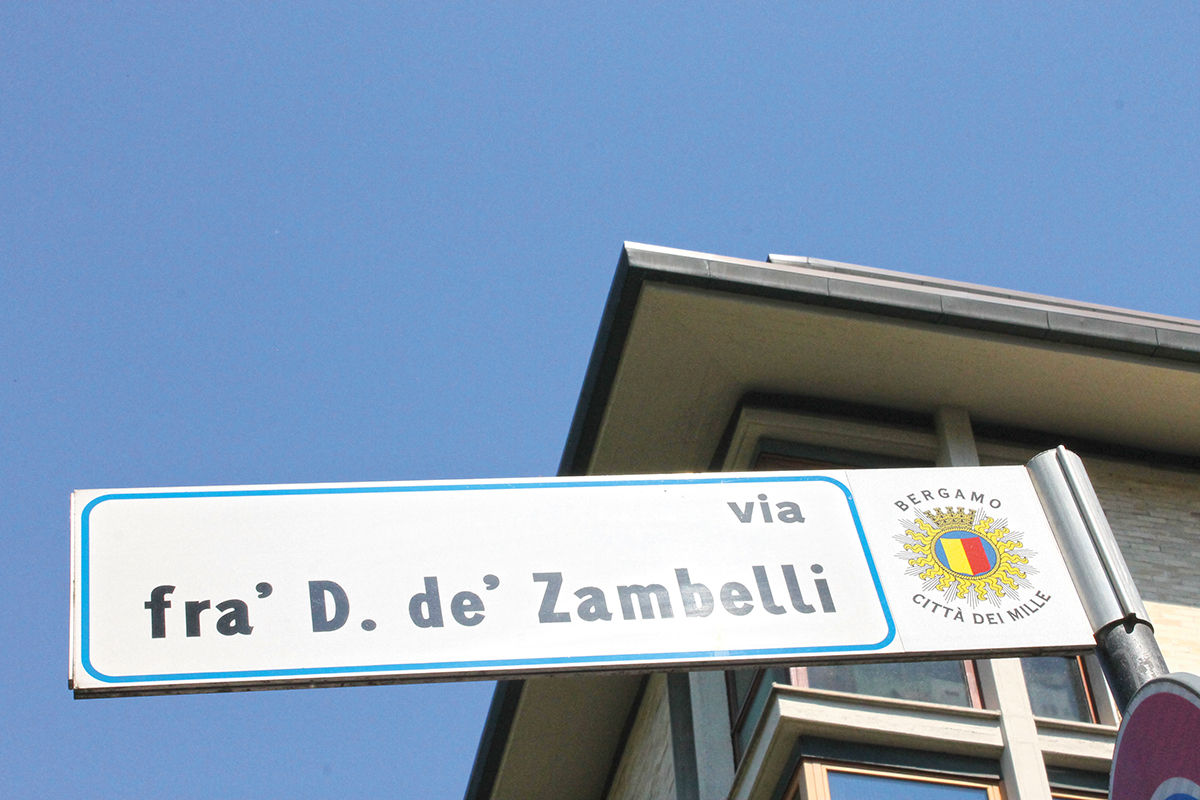 via
fra' D. de' Zambelli
BERGAMO
CITTÀ DEI MILLE